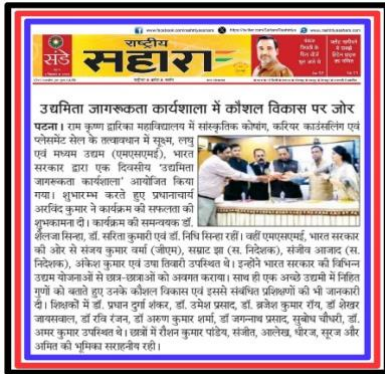 राष्ट्रीय
सहारा
संडे
उद्यमिता जागरूकता कार्यशाला में कौशल विकास पर जोर
पटना। राम कृष्ण द्वारिका महाविद्यालय में सांस्कृतिक कोषांग, करियर काउंसलिंग एवं
प्लेसमेंट सेल के तत्वावधान में सूक्ष्म, लघु
एवं मध्यम उद्यम (एमएसएमई), भारत
सरकार द्वारा एक दिवसीय 'उद्यमिता
जागरूकता कार्यशाला' आयोजित किया
गया। शुभारम्भ करते हुए प्रधानाचार्य
अरविंद कुमार ने कार्यक्रम की सफलता की
शुभकामना दी। कार्यक्रम की समन्वयक डॉ.
शैलजा सिन्हा, डॉ. सरिता कुमारी एवं डॉ. निधि सिन्हा रहीं। वहीं एमएसएमई, भारत सरकार
की ओर से संजय कुमार वर्मा (जीएम), सम्राट झा (स. निदेशक), संजीव आजाद (स.
निदेशक), अंकेश कुमार एवं उषा तिवारी उपस्थित थे। इन्होंने भारत सरकार की विभिन्न
उद्यम योजनाओं से छात्र-छात्राओं को अवगत कराया। साथ ही एक अच्छे उद्यमी में निहित
गुणों को बताते हुए उनके कौशल विकास एवं इससे संबंधित प्रशिक्षणों की भी जानकारी
दी। शिक्षकों में डॉ. प्रधान दुर्गा शंकर, डॉ. उमेश प्रसाद, डॉ. ब्रजेश कुमार रॉय, डॉ शेखर
जायसवाल, डॉ रवि रंजन, डॉ अरुण कुमार शर्मा, डॉ जगन्नाथ प्रसाद, सुबोध चौधरी, डॉ.
अमर कुमार उपस्थित थे। छात्रों में रौशन कुमार पांडेय, संजीत, आलेख, धीरज, सूरज और
अमित की भूमिका सराहनीय रही।